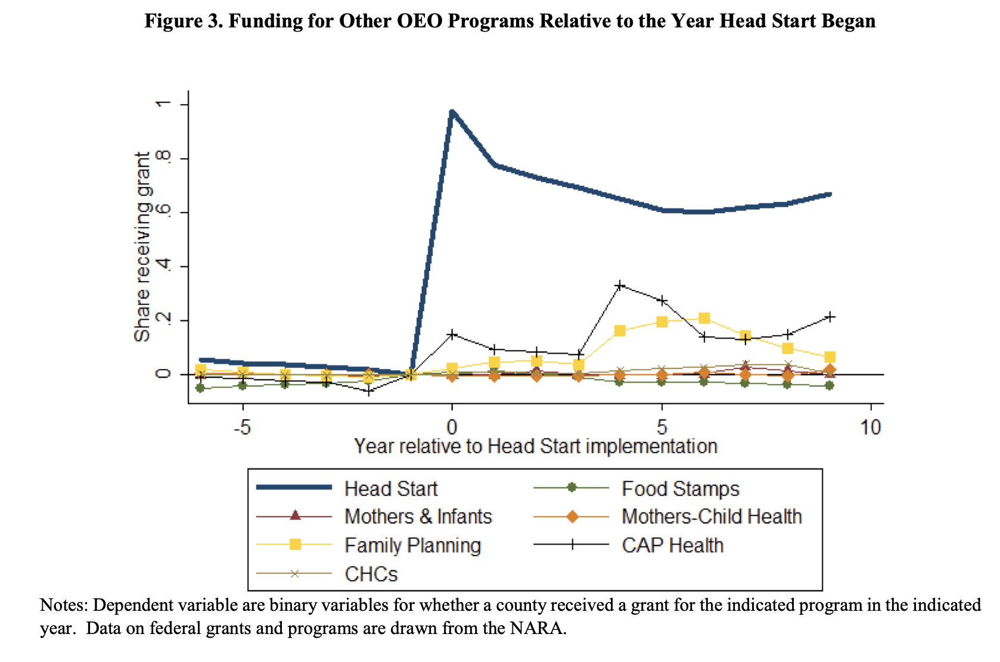 Figure 3. Funding for Other OEO Programs Relative to the Year Head Start Began
Share receiving grant
1
.8
.6
.4
.2
0
-5 0 5 10
Year relative to Head Start implementation
Head Start Food Stamps
Mothers & Infants Mothers-Child Health
Family Planning CAP Health
CHCs
Notes: Dependent variable are binary variables for whether a county received a grant for the indicated program in the indicated
year.  Data on federal grants and programs are drawn from the NARA.